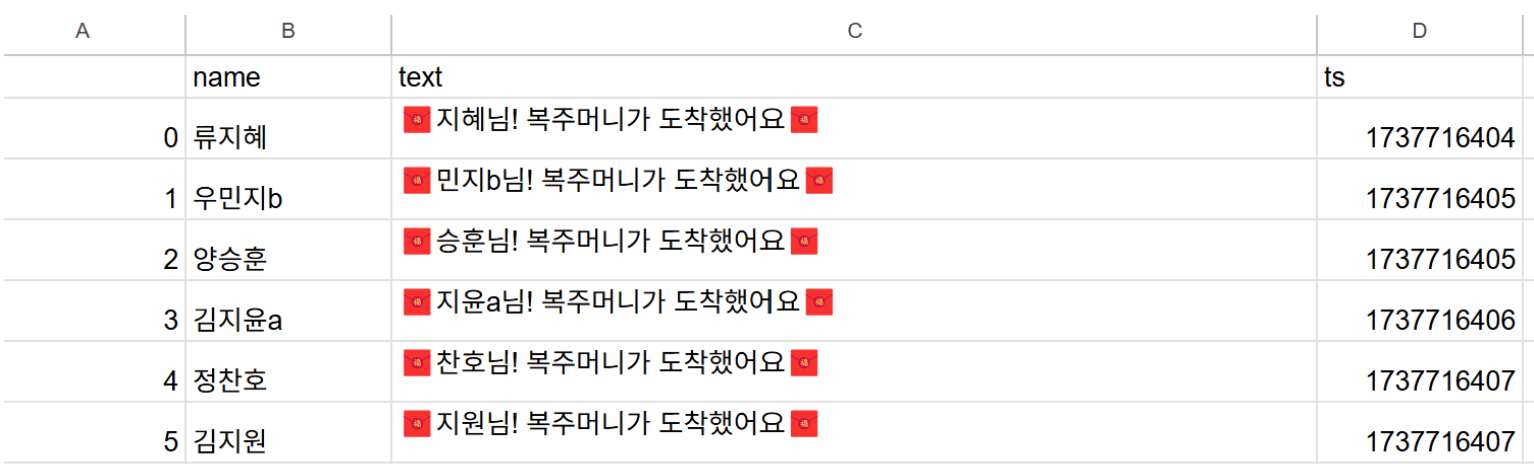 A B C D
name text ts
0 류지혜 🧧 지혜님! 복주머니가 도착했어요 🧧 1737716404
1 우민지b 🧧 민지b님! 복주머니가 도착했어요 🧧 1737716405
2 양승훈 🧧 승훈님! 복주머니가 도착했어요 🧧 1737716405
3 김지윤a 🧧 지윤a님! 복주머니가 도착했어요 🧧 1737716406
4 정찬호 🧧 찬호님! 복주머니가 도착했어요 🧧 1737716407
5 김지원 🧧 지원님! 복주머니가 도착했어요 🧧 1737716407